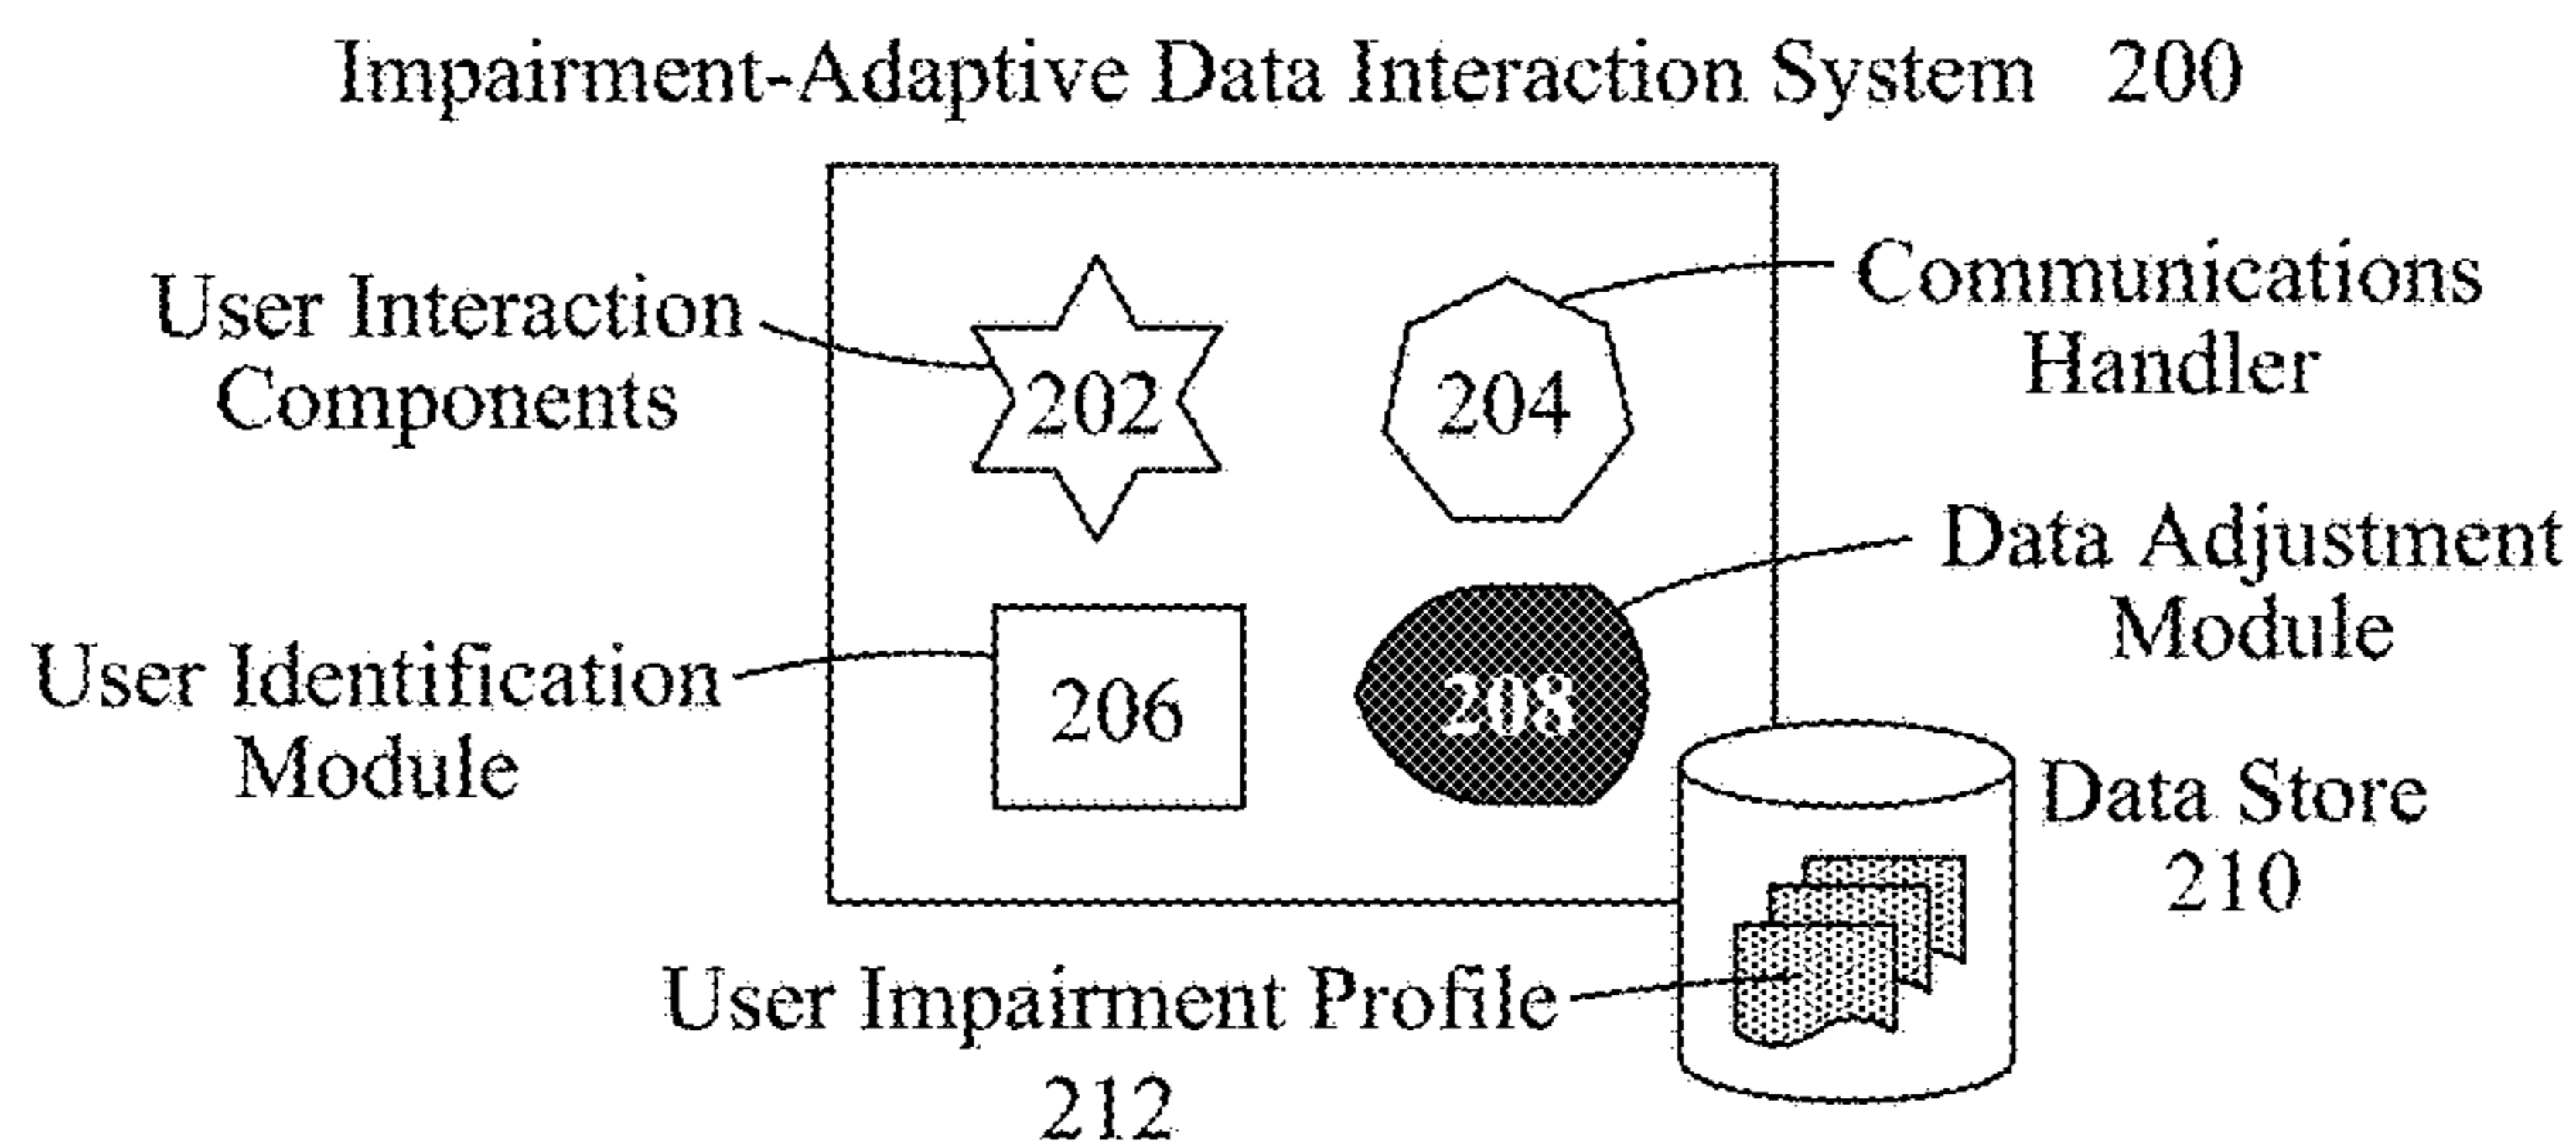 Impairment-Adaptive Data Interaction System 200
User Interaction
Components
202
204
Communications
Handler
Data Adjustment
Module
User Identification
Module
206
208
Data Store
210
User Impairment Profile
212